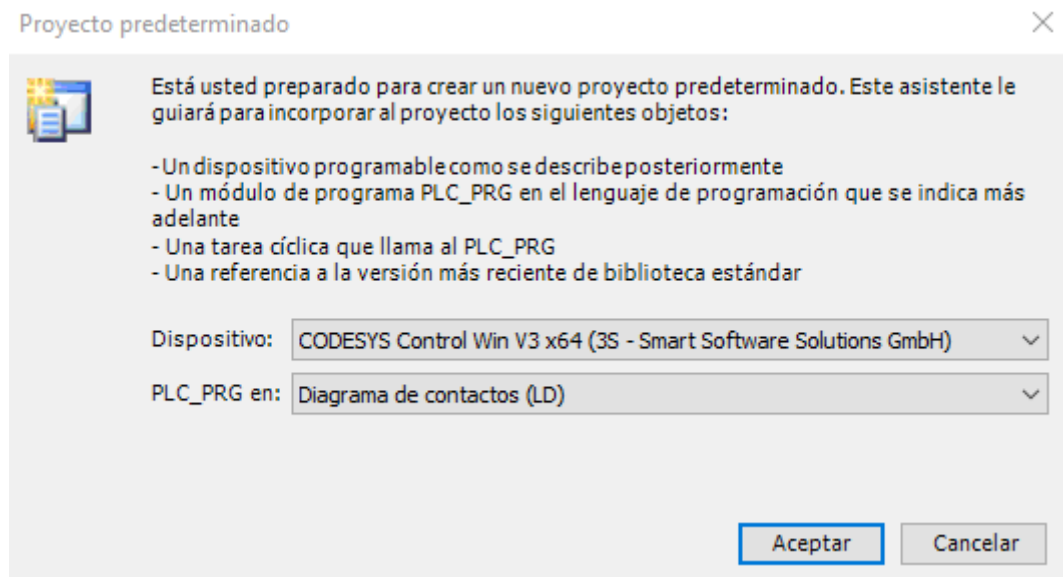 Proyecto predeterminado
Está usted preparado para crear un nuevo proyecto predeterminado. Este asistente le
guiará para incorporar al proyecto los siguientes objetos:
- Un dispositivo programable como se describe posteriormente
- Un módulo de programa PLC_PRG en el lenguaje de programación que se indica más
adelante
- Una tarea cíclica que llama al PLC_PRG
- Una referencia a la versión más reciente de biblioteca estándar
Dispositivo: CODESYS Control Win V3 x64 (3S - Smart Software Solutions GmbH)
PLC_PRG en: Diagrama de contactos (LD)
Aceptar Cancelar